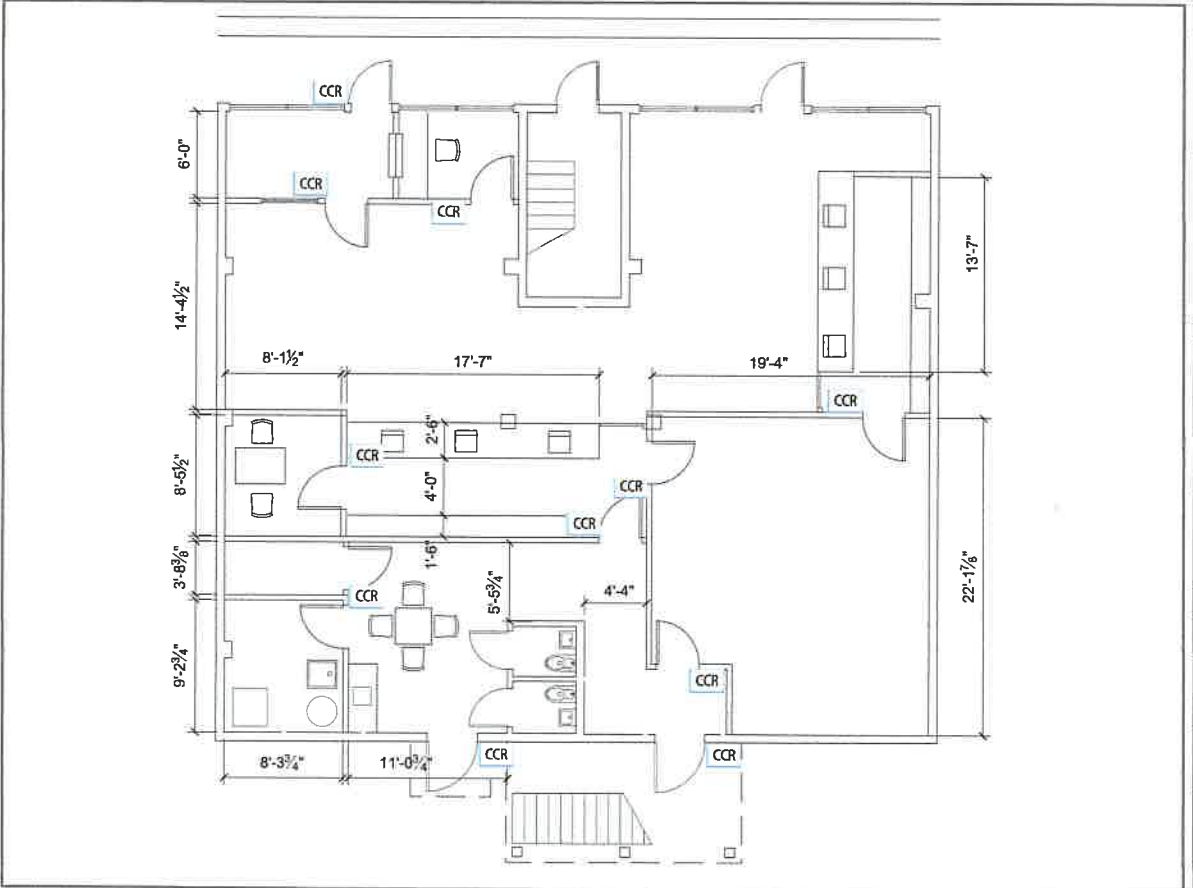 CCR
6'-0"
CCR
CCR
13'-7"
14'-4½"
8'-1½"
17'-7"
19'-4"
CCR
2'-6"
CCR
8'-5½"
4'-0"
CCR
CCR
1'-6"
3'-8⅜"
5'-5¾"
CCR
4'-4"
22'-1⅞"
9'-2¾"
CCR
CCR
CCR
8'-3¾"
11'-0¾"